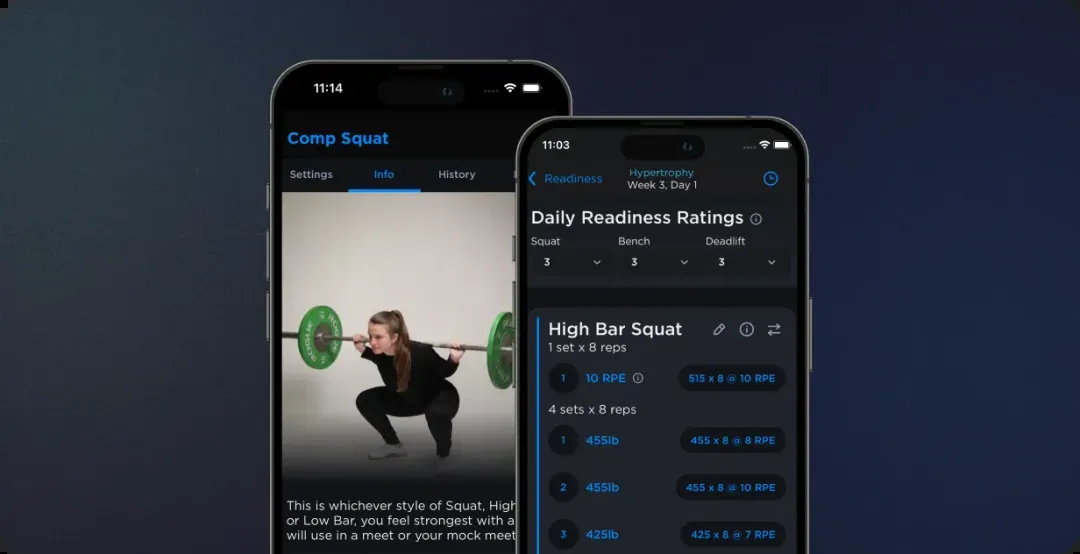 11:14
Comp Squat
Settings Info History
ROGUE
This is whichever style of Squat, High
or Low Bar, you feel strongest with a
will use in a meet or your mock meet
11:03
Readiness
Hypertrophy
Week 3, Day 1
Daily Readiness Ratings
Squat Bench Deadlift
3 3 3
High Bar Squat
1 set x 8 reps
1 10 RPE 515 x 8 @ 10 RPE
4 sets x 8 reps
1 455lb 455 x 8 @ 8 RPE
2 455lb 455 x 8 @ 10 RPE
3 425lb 425 x 8 @ 7 RPE